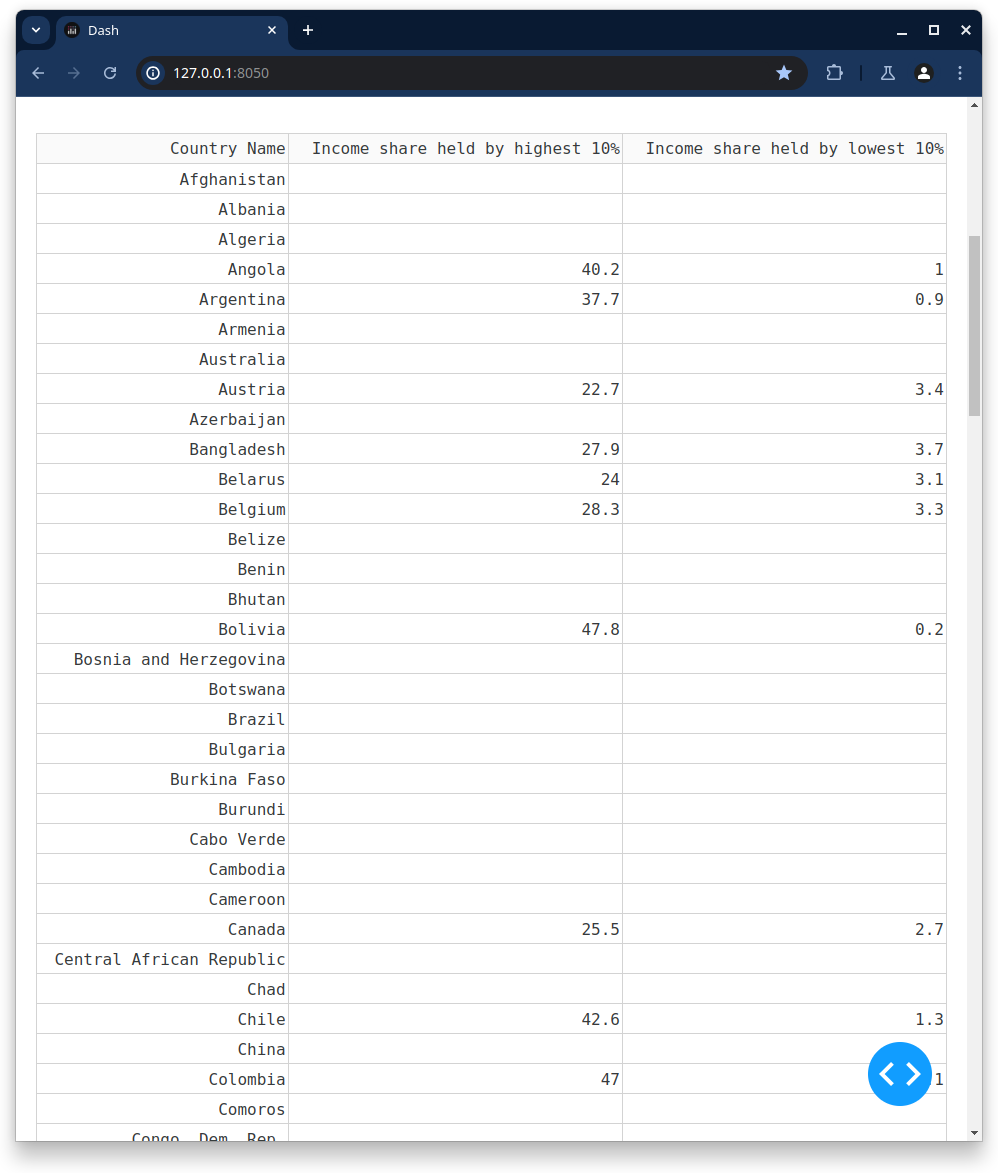 Dash
127.0.0.1:8050
Country Name Income share held by highest 10% Income share held by lowest 10%
Afghanistan
Albania
Algeria
Angola 40.2 1
Argentina 37.7 0.9
Armenia
Australia
Austria 22.7 3.4
Azerbaijan
Bangladesh 27.9 3.7
Belarus 24 3.1
Belgium 28.3 3.3
Belize
Benin
Bhutan
Bolivia 47.8 0.2
Bosnia and Herzegovina
Botswana
Brazil
Bulgaria
Burkina Faso
Burundi
Cabo Verde
Cambodia
Cameroon
Canada 25.5 2.7
Central African Republic
Chad
Chile 42.6 1.3
China
Colombia 47 1
Comoros
Congo, Dem. Rep.